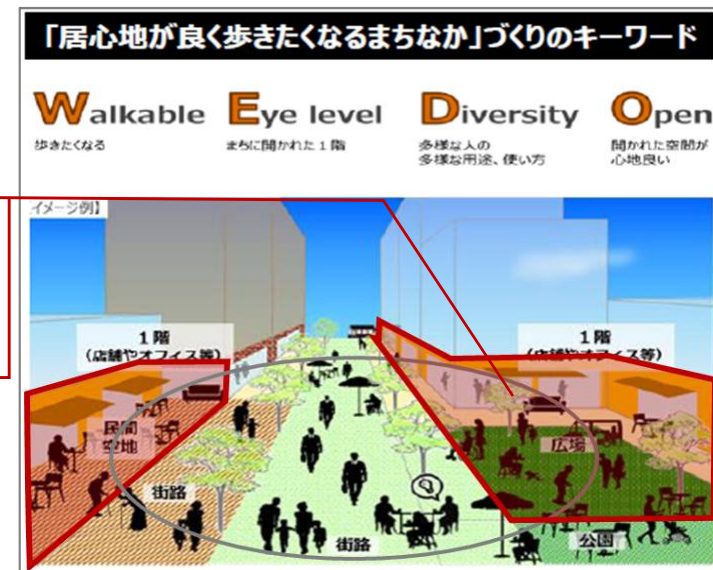 「居心地が良く歩きたくなるまちなか」づくりのキーワード
Walkable
歩きたくなる
Eye level
まちに開かれた1階
Diversity
多様な人の
多様な用途、使い方
Open
開かれた空間が
心地良い
イメージ例】
1階
(店舗やオフィス等)
1階
(店舗やオフィス等)
民間
空地
広場
街路
街路
公園